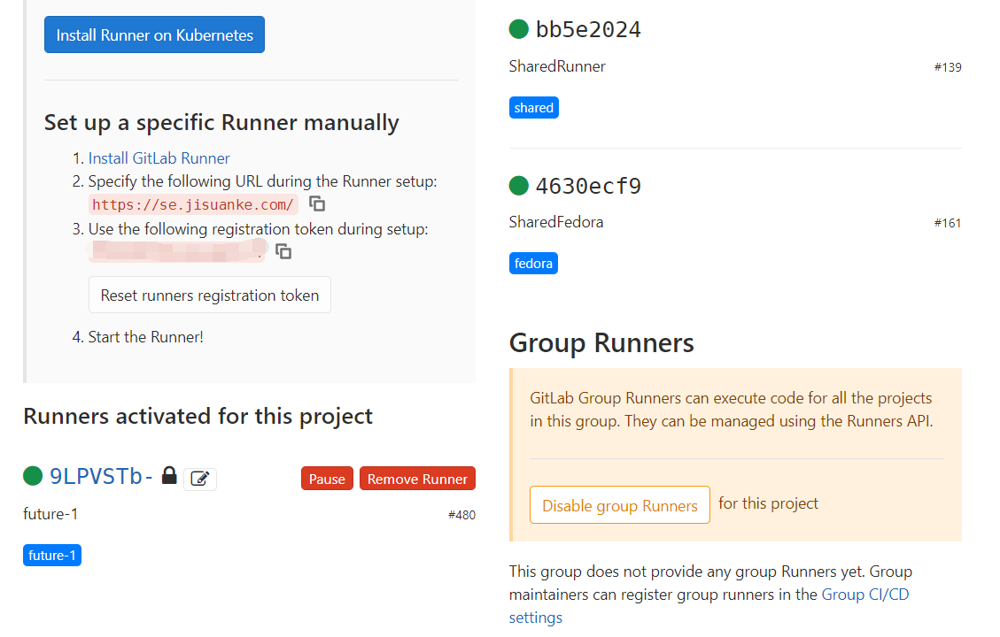 Install Runner on Kubernetes
Set up a specific Runner manually
1. Install GitLab Runner
2. Specify the following URL during the Runner setup:
https://se.jisuanke.com/
3. Use the following registration token during setup:
Reset runners registration token
4. Start the Runner!
Runners activated for this project
9LPVSTb-
Pause
Remove Runner
future-1
#480
future-1
bb5e2024
SharedRunner
#139
shared
4630ecf9
SharedFedora
#161
fedora
Group Runners
GitLab Group Runners can execute code for all the projects
in this group. They can be managed using the Runners API.
Disable group Runners for this project
This group does not provide any group Runners yet. Group
maintainers can register group runners in the Group CI/CD
settings